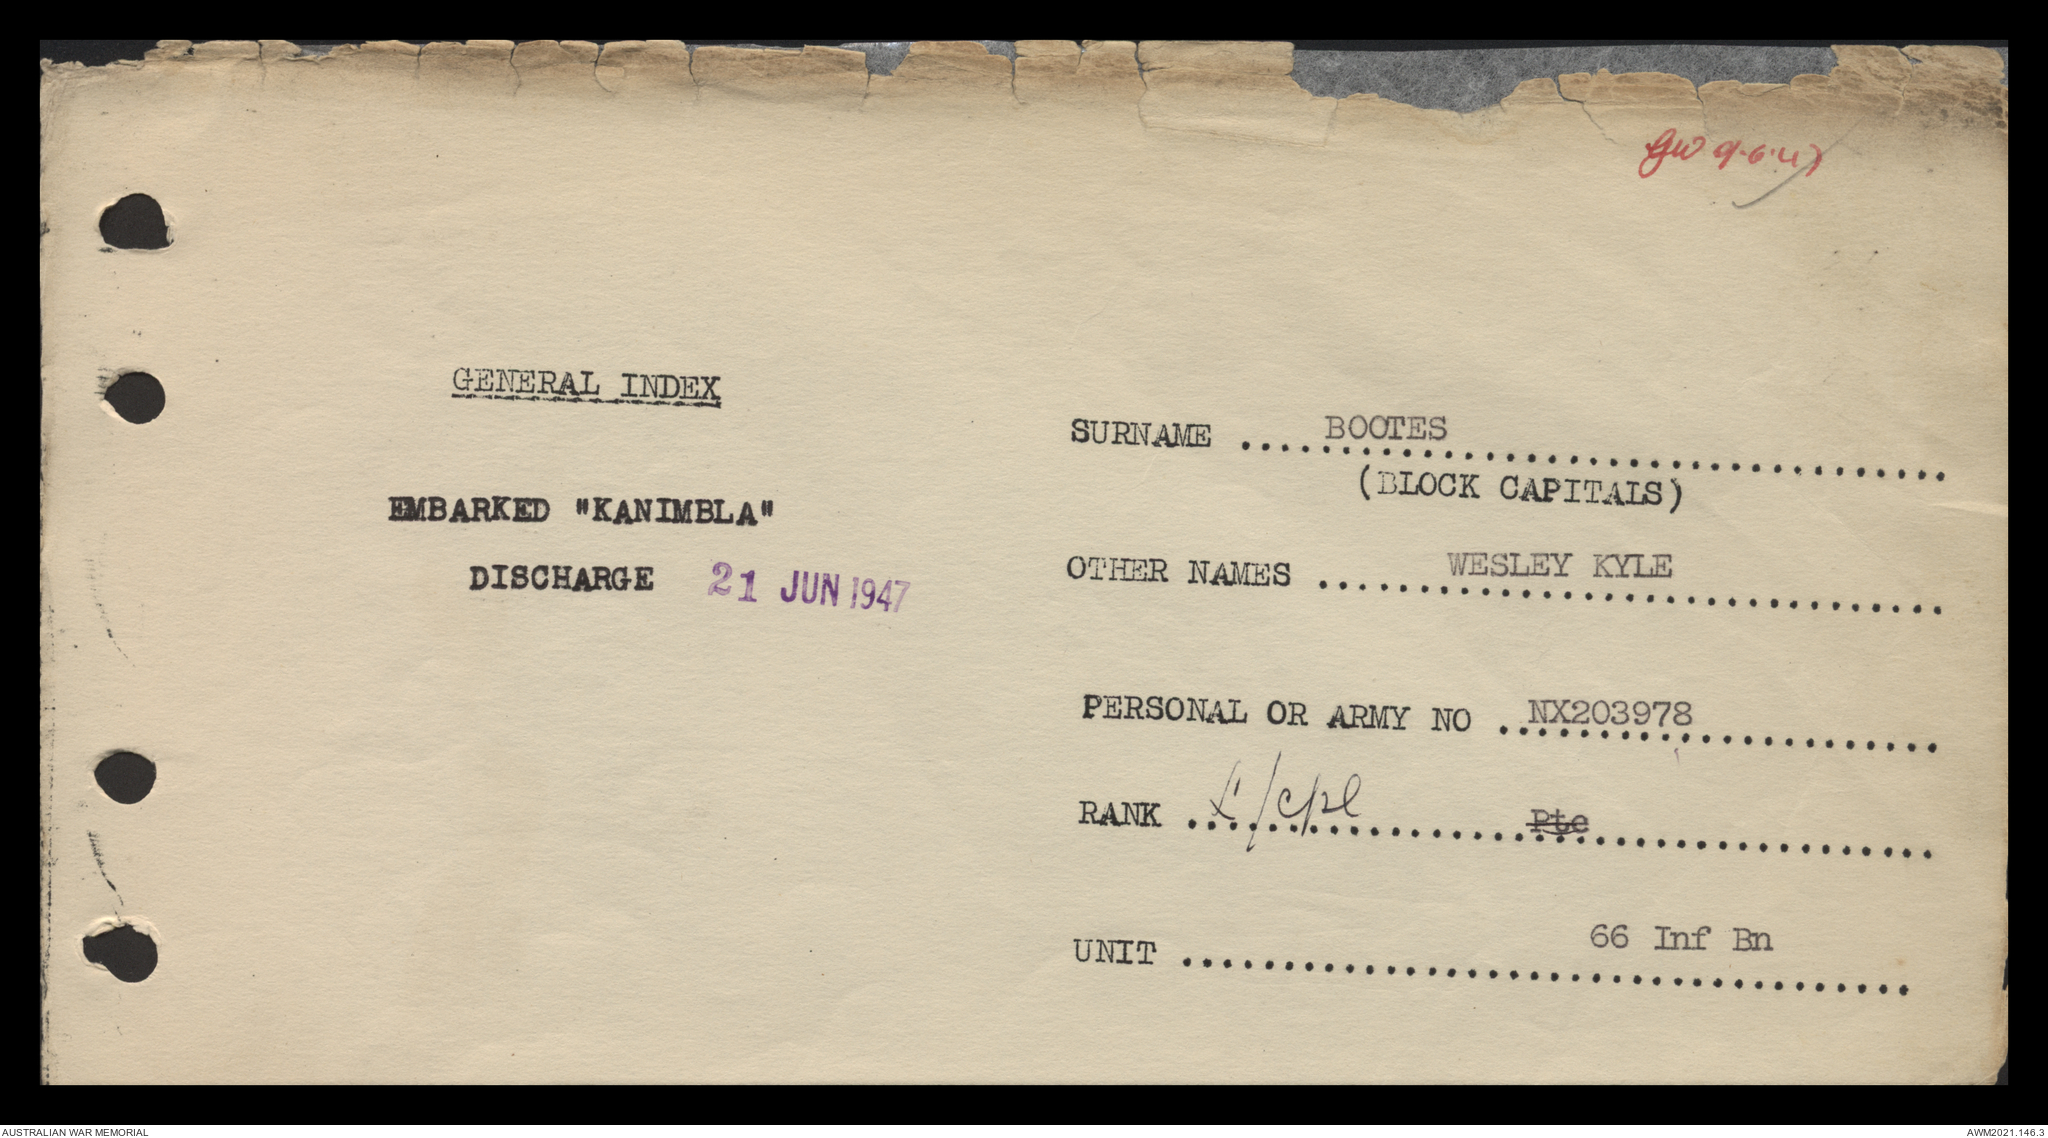 GW 9.6.47
GENERAL INDEX
SURNAME .... BOOTES
(BLOCK CAPITALS)
EMBARKED "KANIMBLA"
OTHER NAMES .... WESLEY KYLE
DISCHARGE 21 JUN 1947
PERSONAL OR ARMY NO . NX203978
RANK .... L/cpl Pte
UNIT .... 66 Inf Bn
AUSTRALIAN WAR MEMORIAL
AWM2021.146.3